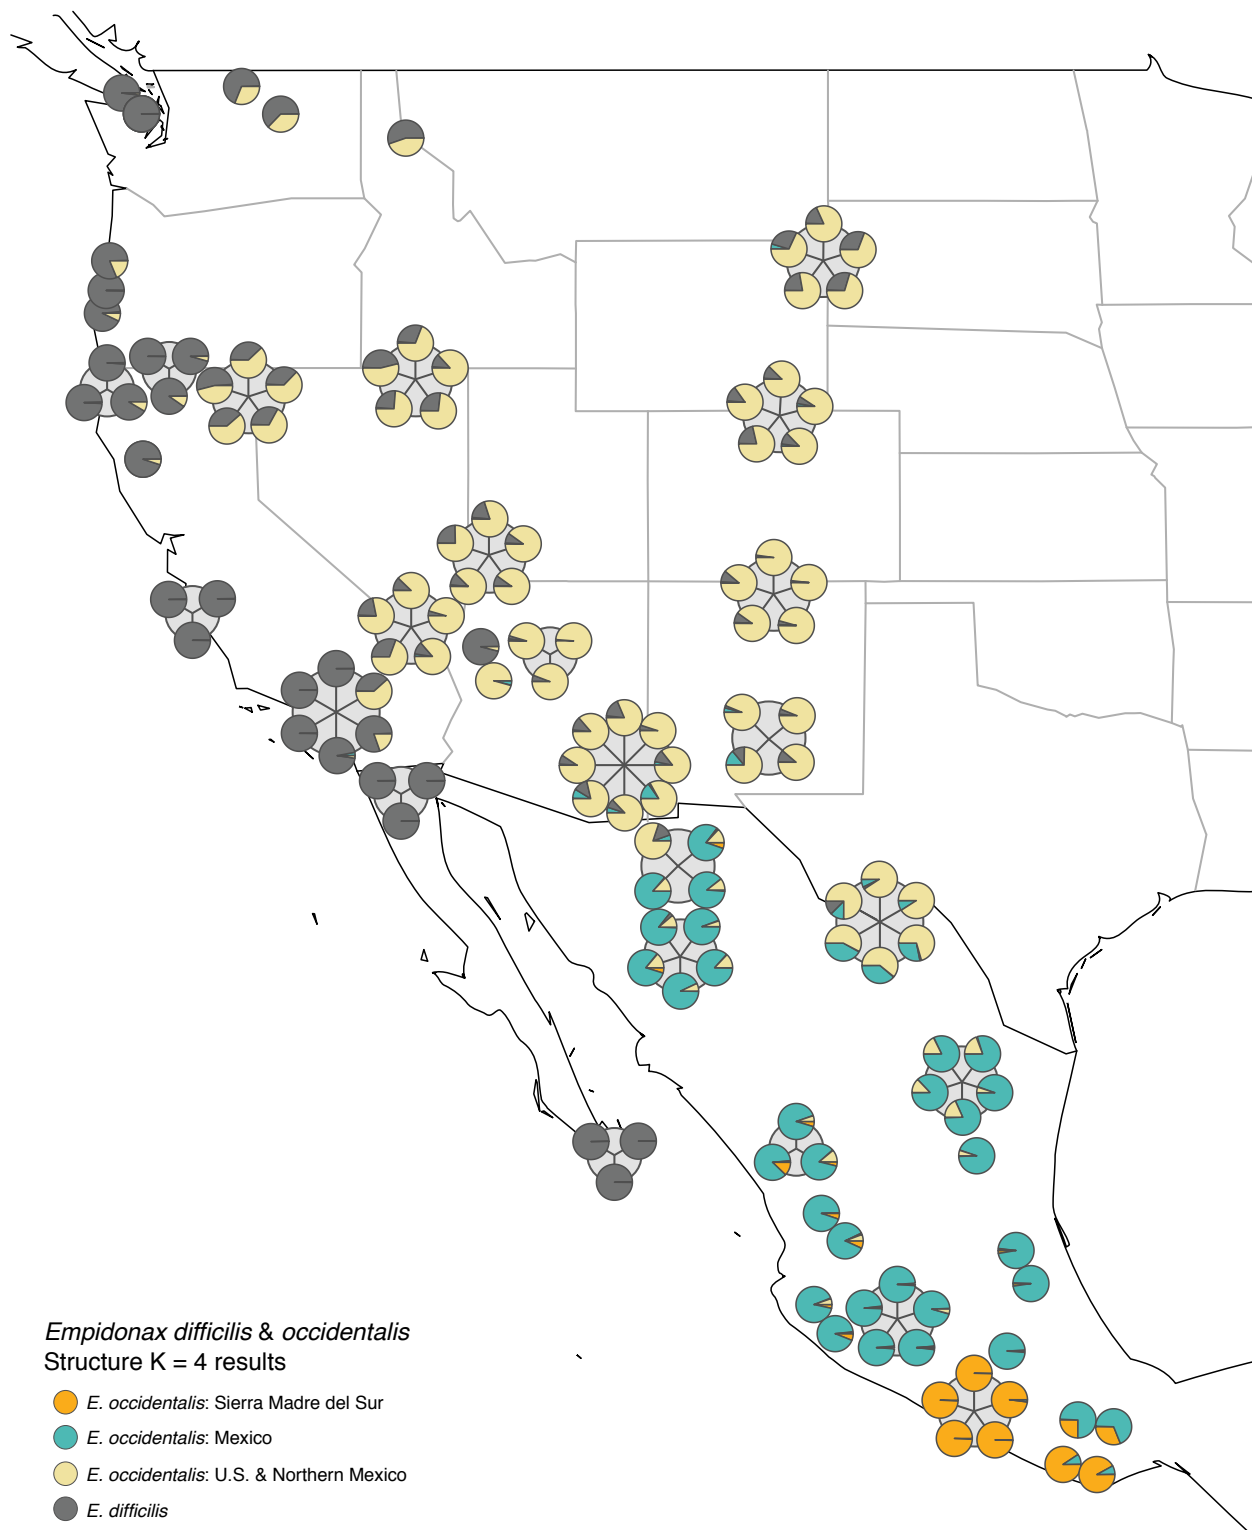 Empidonax difficilis & occidentalis
Structure K = 4 results
E. occidentalis: Sierra Madre del Sur
E. occidentalis: Mexico
E. occidentalis: U.S. & Northern Mexico
E. difficilis